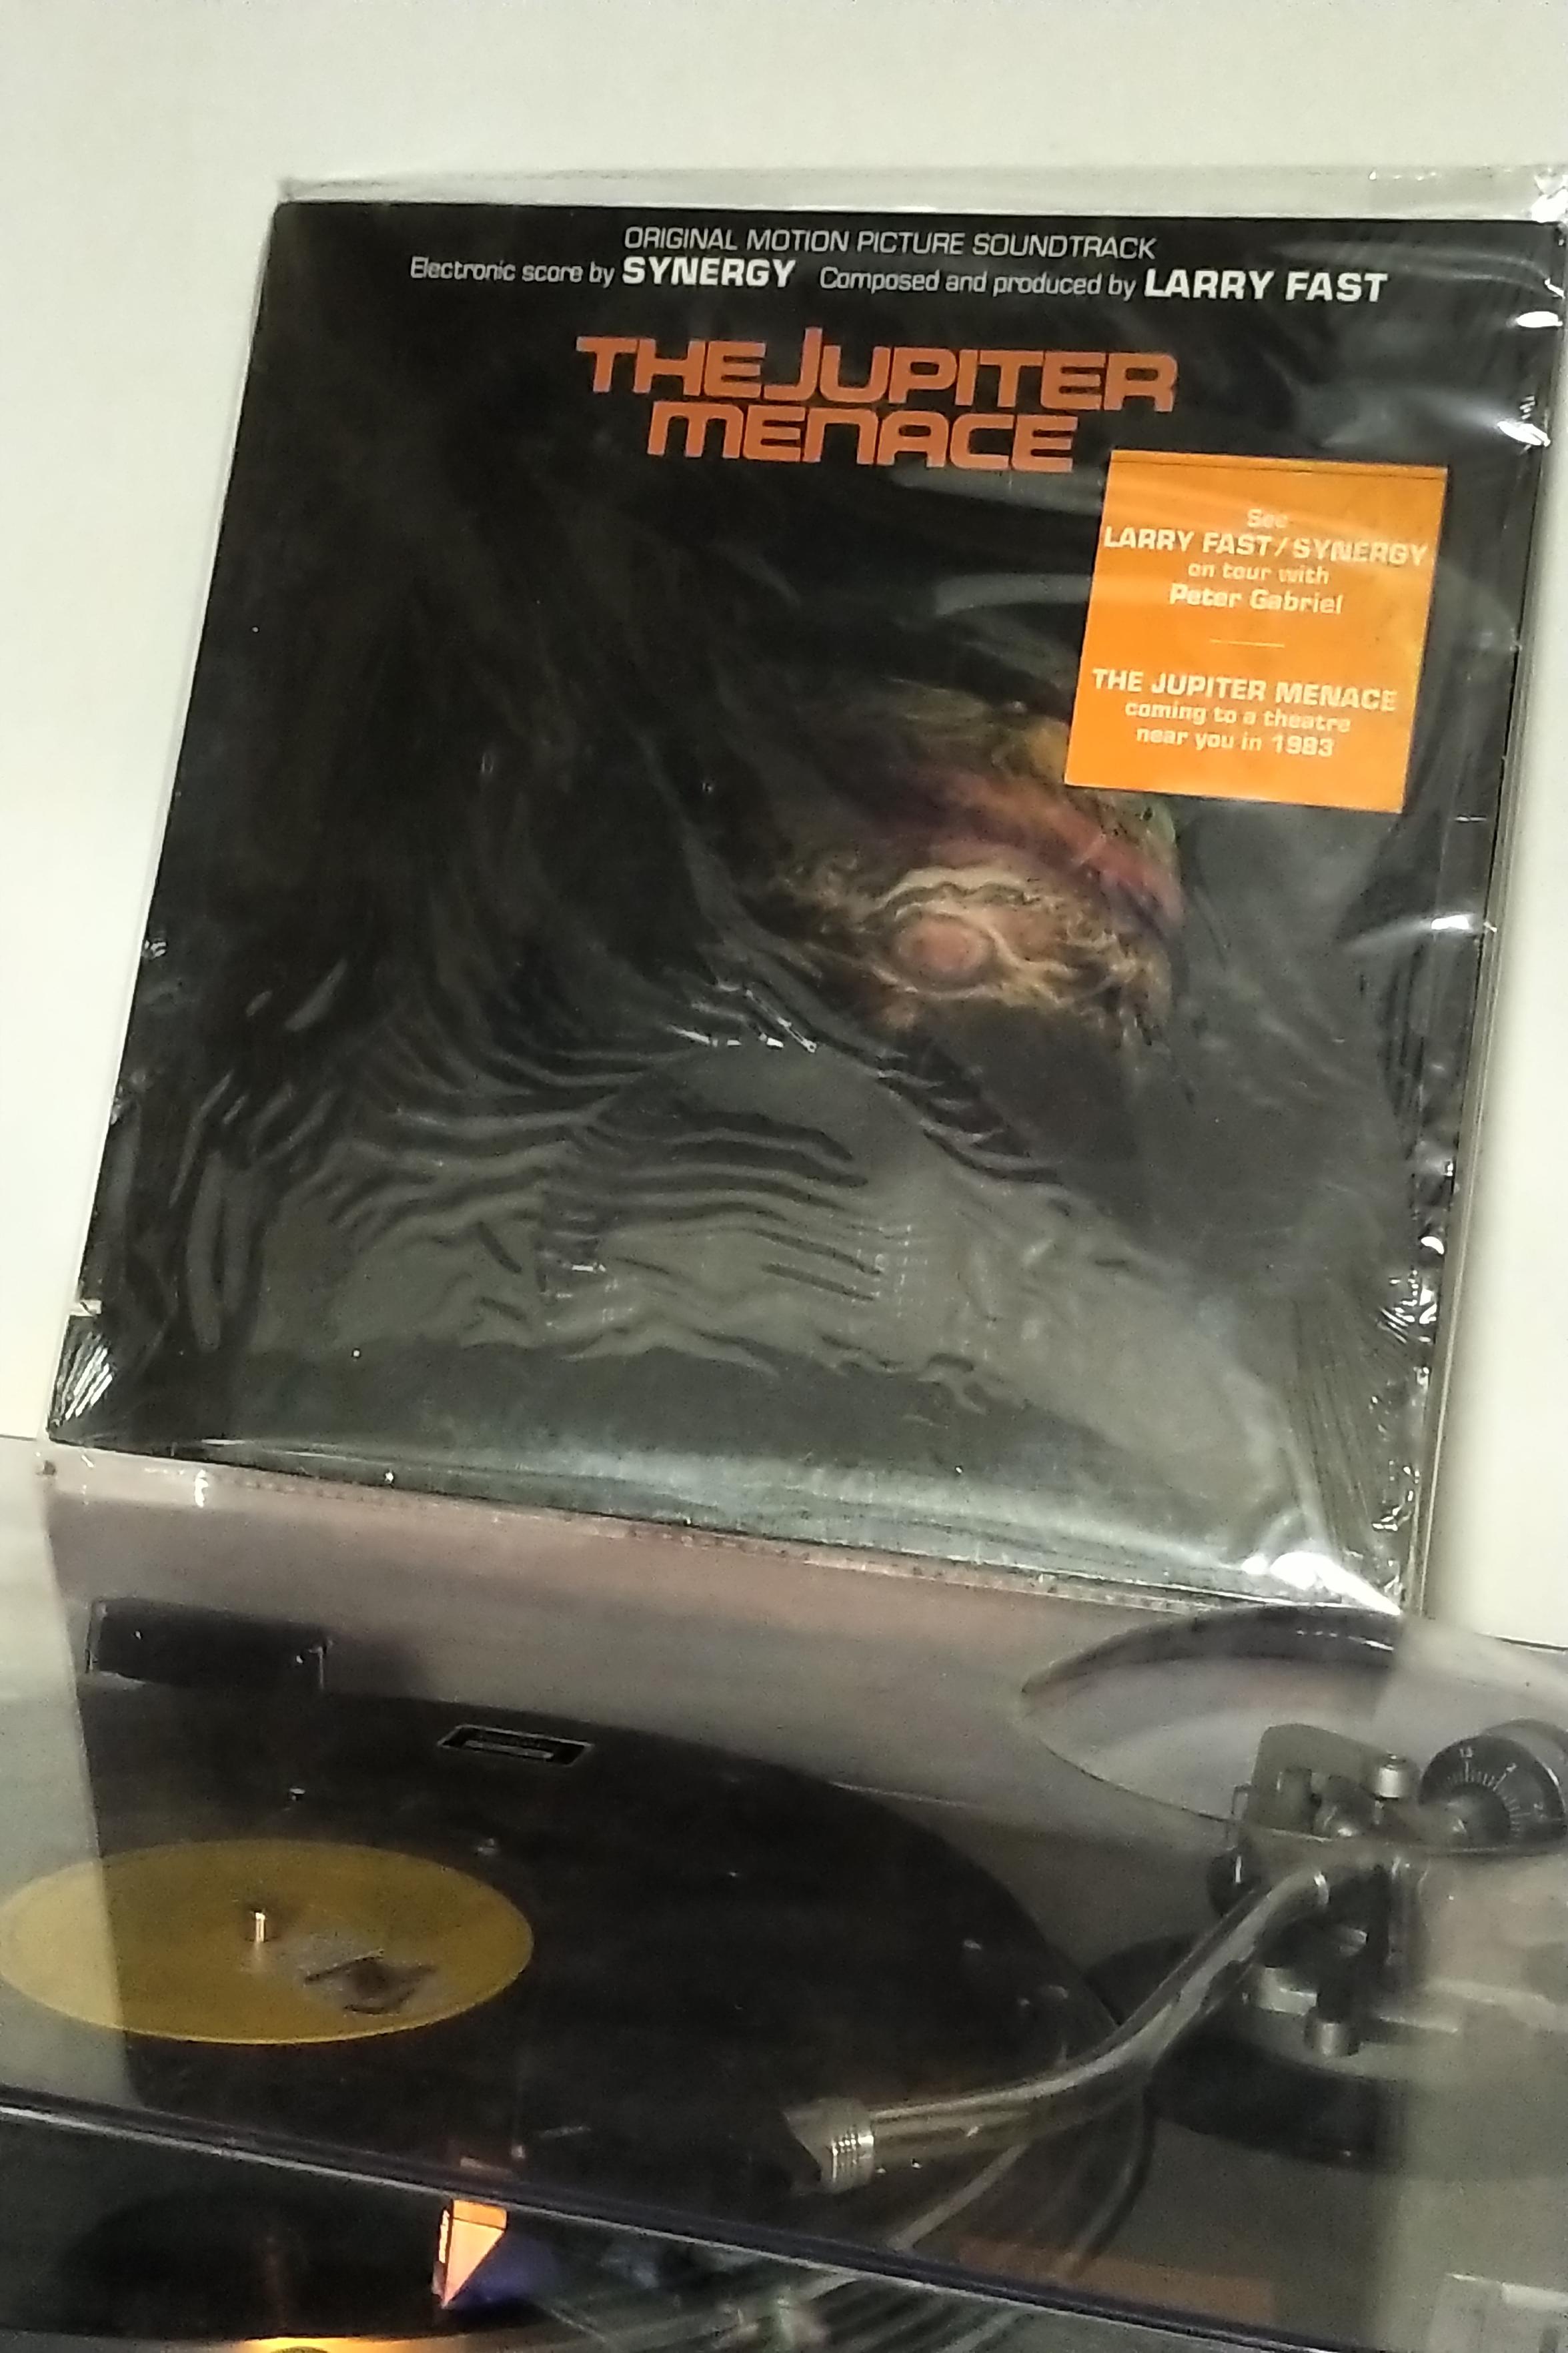 ORIGINAL MOTION PICTURE SOUNDTRACK
Electronic score by SYNERGY Composed and produced by LARRY FAST
THE JUPITER
MENACE
See
LARRY FAST/SYNERGY
on tour with
Peter Gabriel
THE JUPITER MENACE
coming to a theatre
near you in 1983